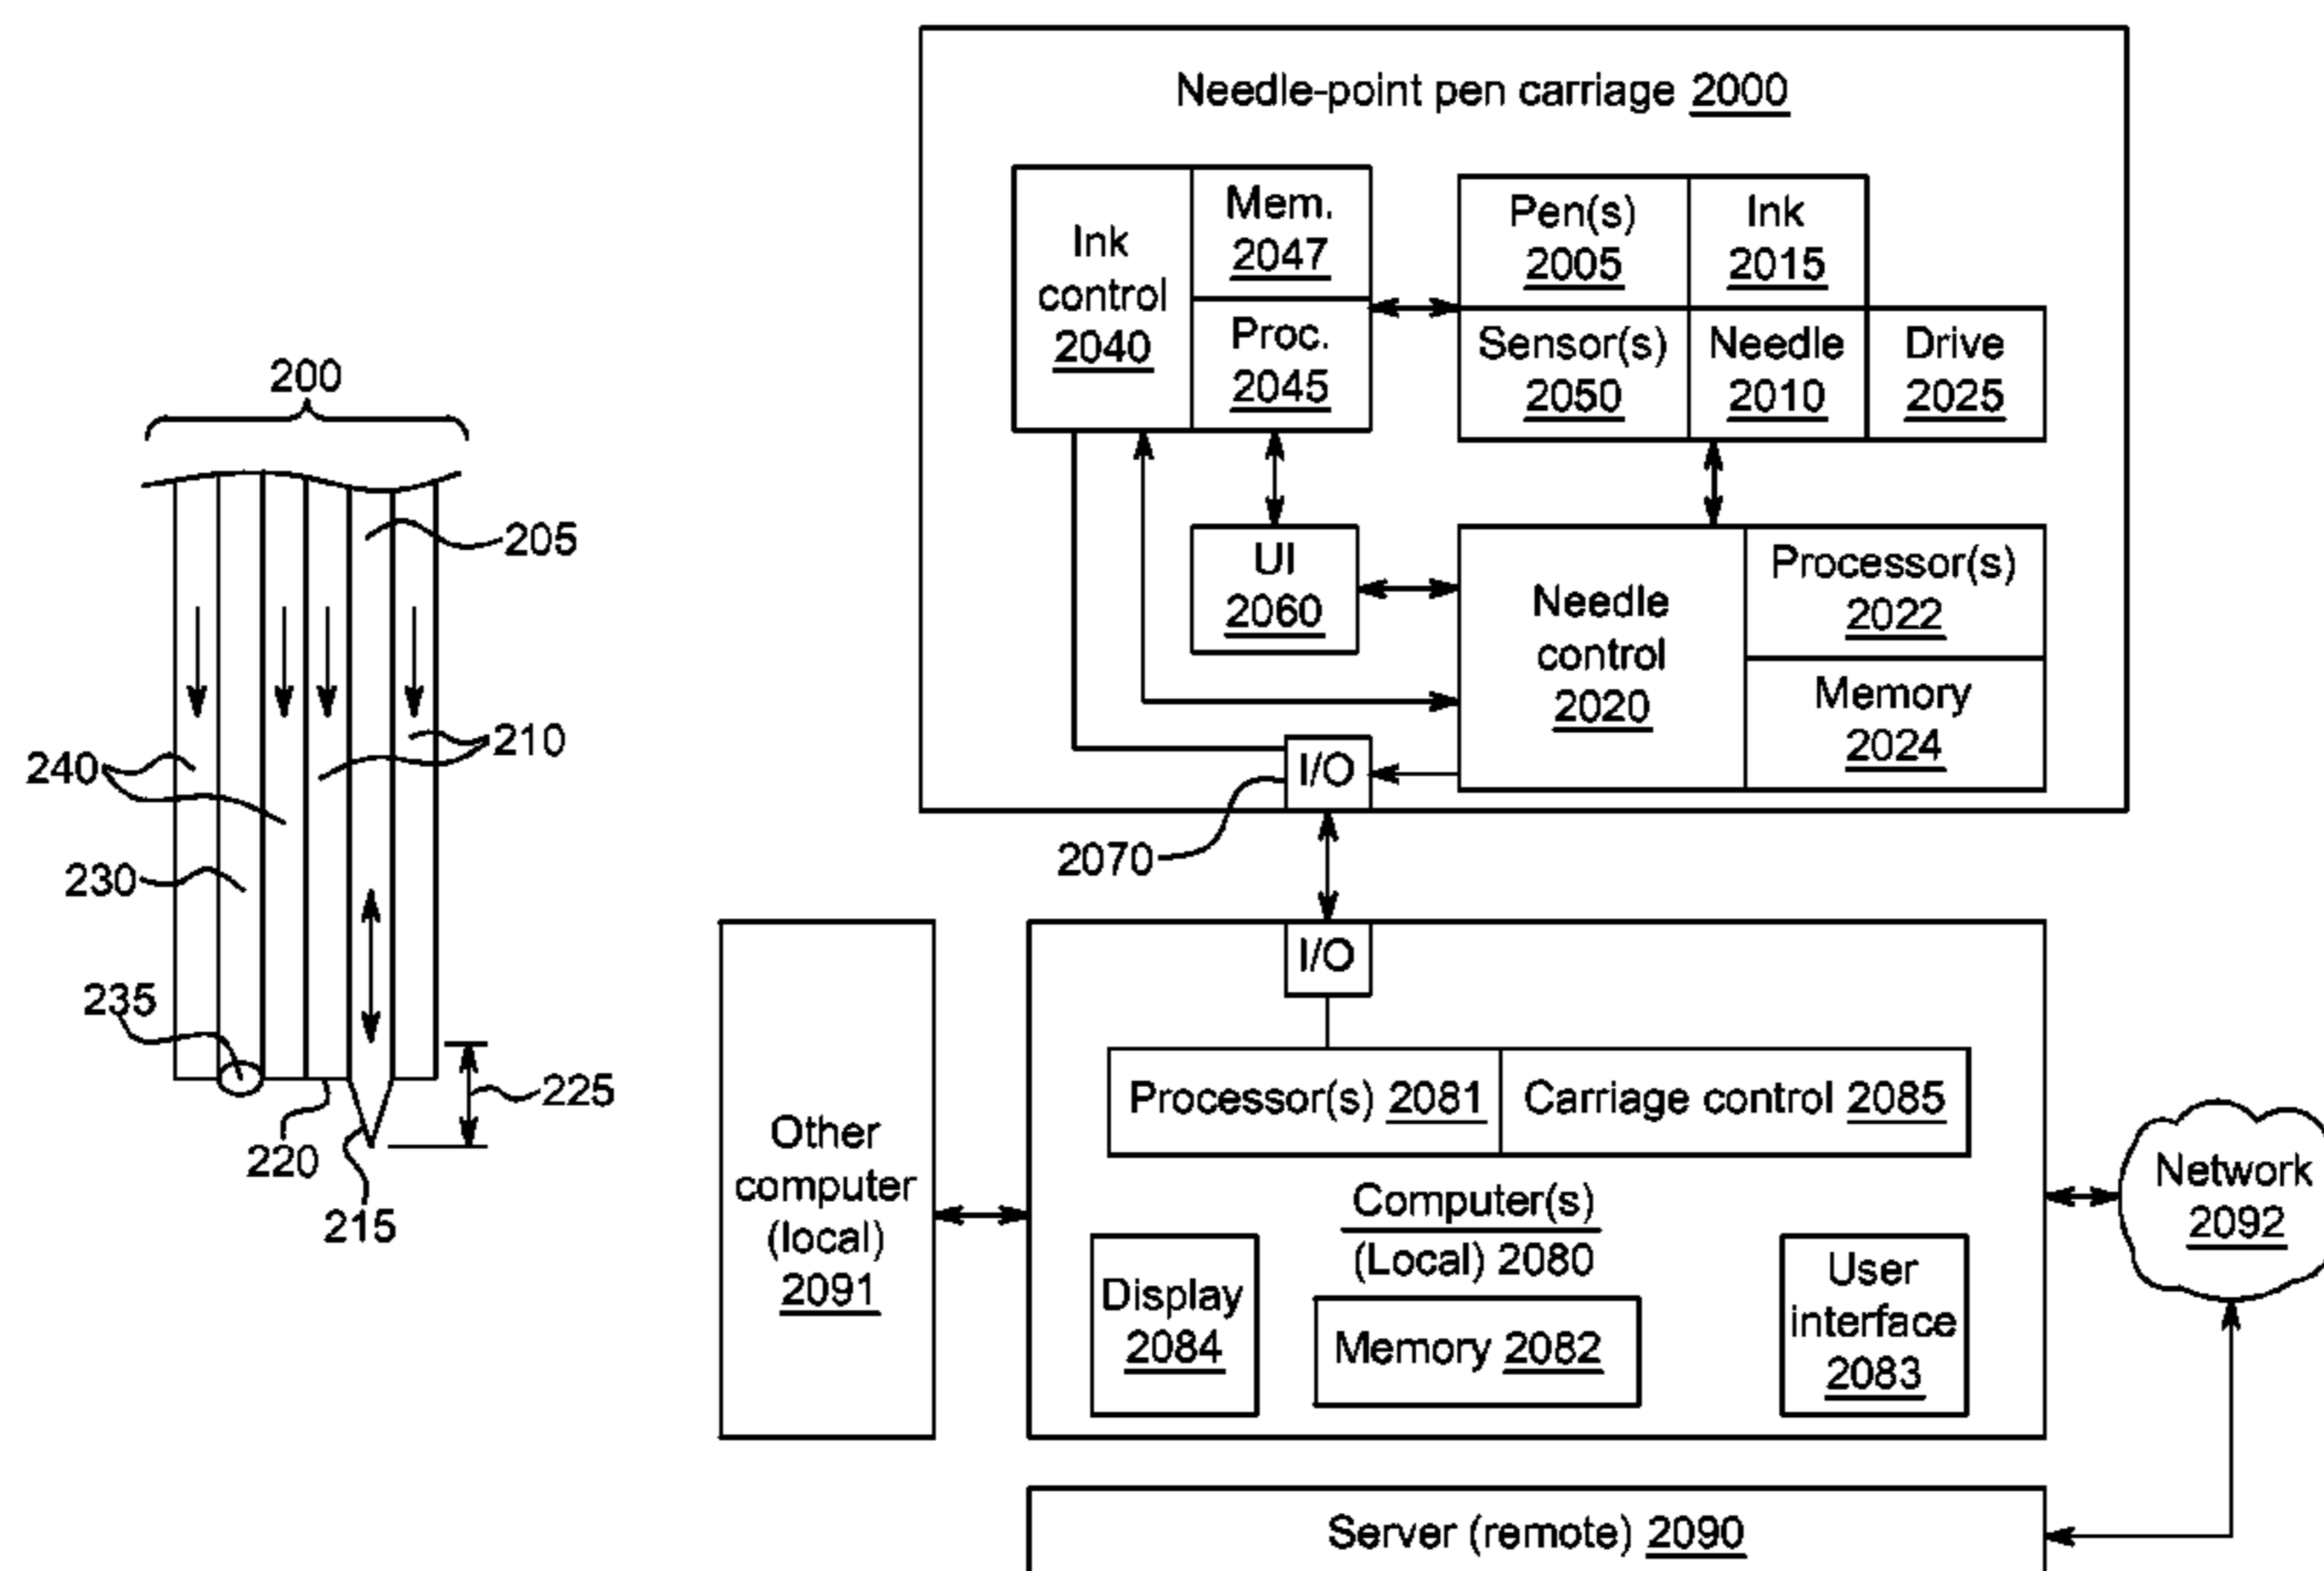 200
205
210
240
230
235
225
220
215
Needle-point pen carriage 2000
Ink
control
2040
Mem.
2047
Proc.
2045
Pen(s)
2005
Ink
2015
Sensor(s)
2050
Needle
2010
Drive
2025
UI
2060
Needle
control
2020
Processor(s)
2022
Memory
2024
I/O
2070
I/O
Other
computer
(local)
2091
Processor(s) 2081
Carriage control 2085
Computer(s)
(Local) 2080
Display
2084
Memory 2082
User
interface
2083
Network
2092
Server (remote) 2090